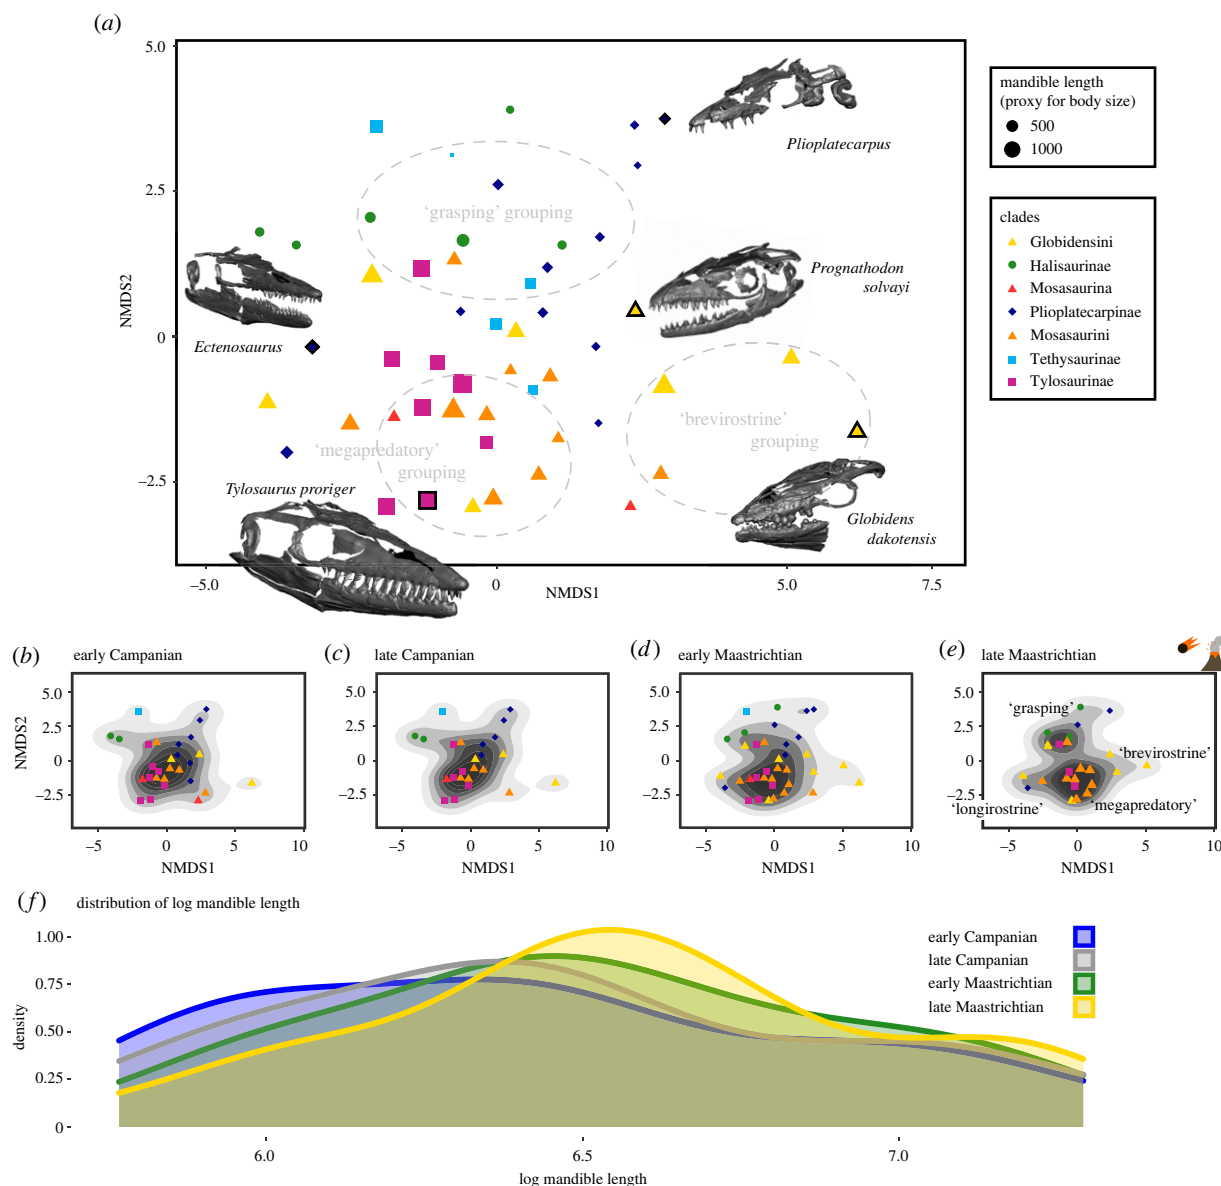 (a)
5.0
2.5
0
−2.5
NMDS2
−5.0
0
5.0
7.5
NMDS1
Plioplatecarpus
'grasping' grouping
Prognathodon
solvayi
Ectenosaurus
'brevirostrine'
grouping
'megapredatory'
grouping
Tylosaurus proriger
Globidens
dakotensis
mandible length
(proxy for body size)
500
1000
clades
Globidensini
Halisaurinae
Mosasaurina
Plioplatecarpinae
Mosasaurini
Tethysaurinae
Tylosaurinae
(b)
early Campanian
5.0
2.5
0
−2.5
NMDS2
−5
0
5
10
NMDS1
(c)
late Campanian
5.0
2.5
0
−2.5
−5
0
5
10
NMDS1
(d)
early Maastrichtian
5.0
2.5
0
−2.5
−5
0
5
10
NMDS1
(e)
late Maastrichtian
5.0
2.5
0
−2.5
'grasping'
'brevirostrine'
'longirostrine'
'megapredatory'
−5
0
5
10
NMDS1
(f)
distribution of log mandible length
1.00
0.75
0.50
0.25
0
density
early Campanian
late Campanian
early Maastrichtian
late Maastrichtian
6.0
6.5
7.0
log mandible length